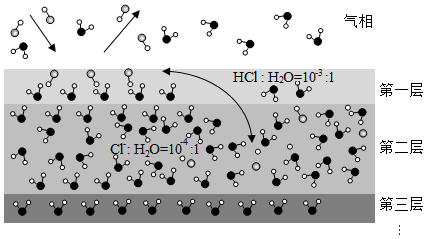 气相
HCl : H₂O=10⁻³ :1
第一层
第二层
Cl : H₂O=10⁻⁴ :1
第三层
⋮